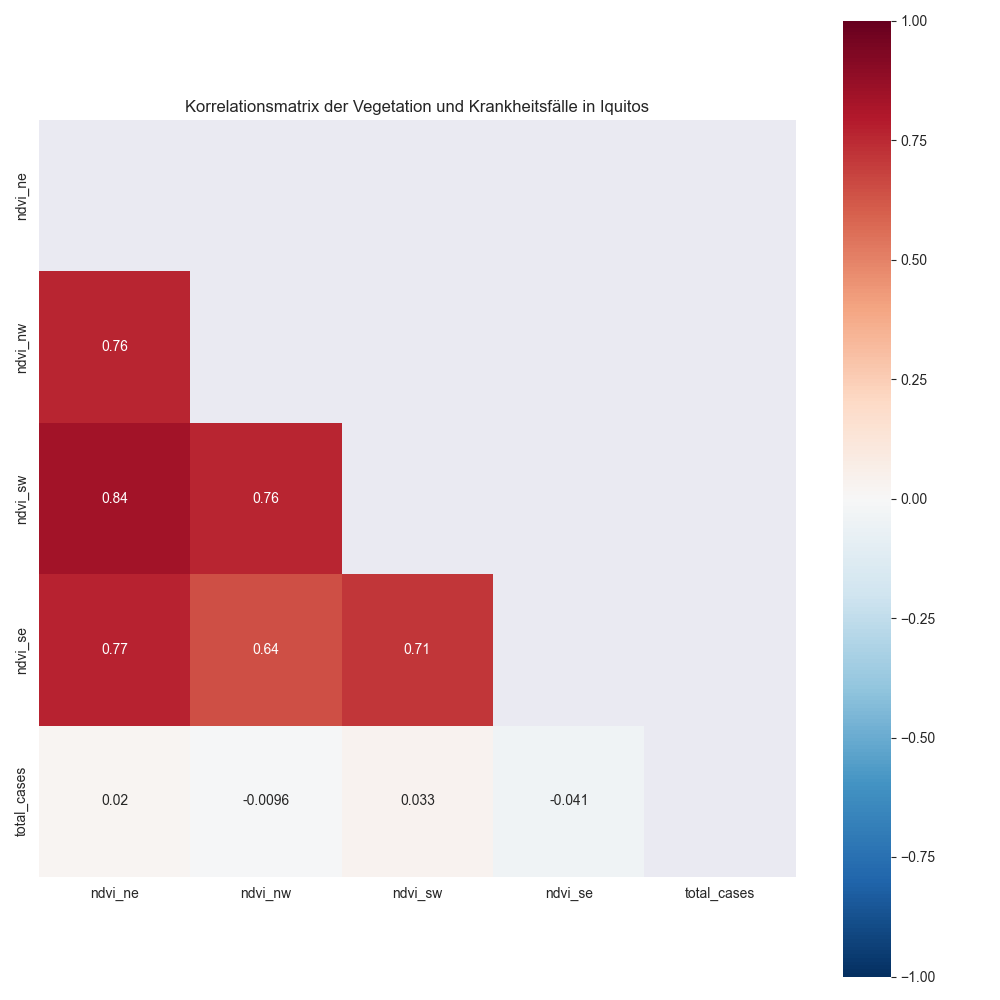 Korrelationsmatrix der Vegetation und Krankheitsfälle in Iquitos
ndvi_ne
ndvi_nw
0.76
ndvi_sw
0.84 0.76
ndvi_se
0.77 0.64 0.71
total_cases
0.02 -0.0096 0.033 -0.041
ndvi_ne ndvi_nw ndvi_sw ndvi_se total_cases
1.00
0.75
0.50
0.25
0.00
−0.25
−0.50
−0.75
−1.00